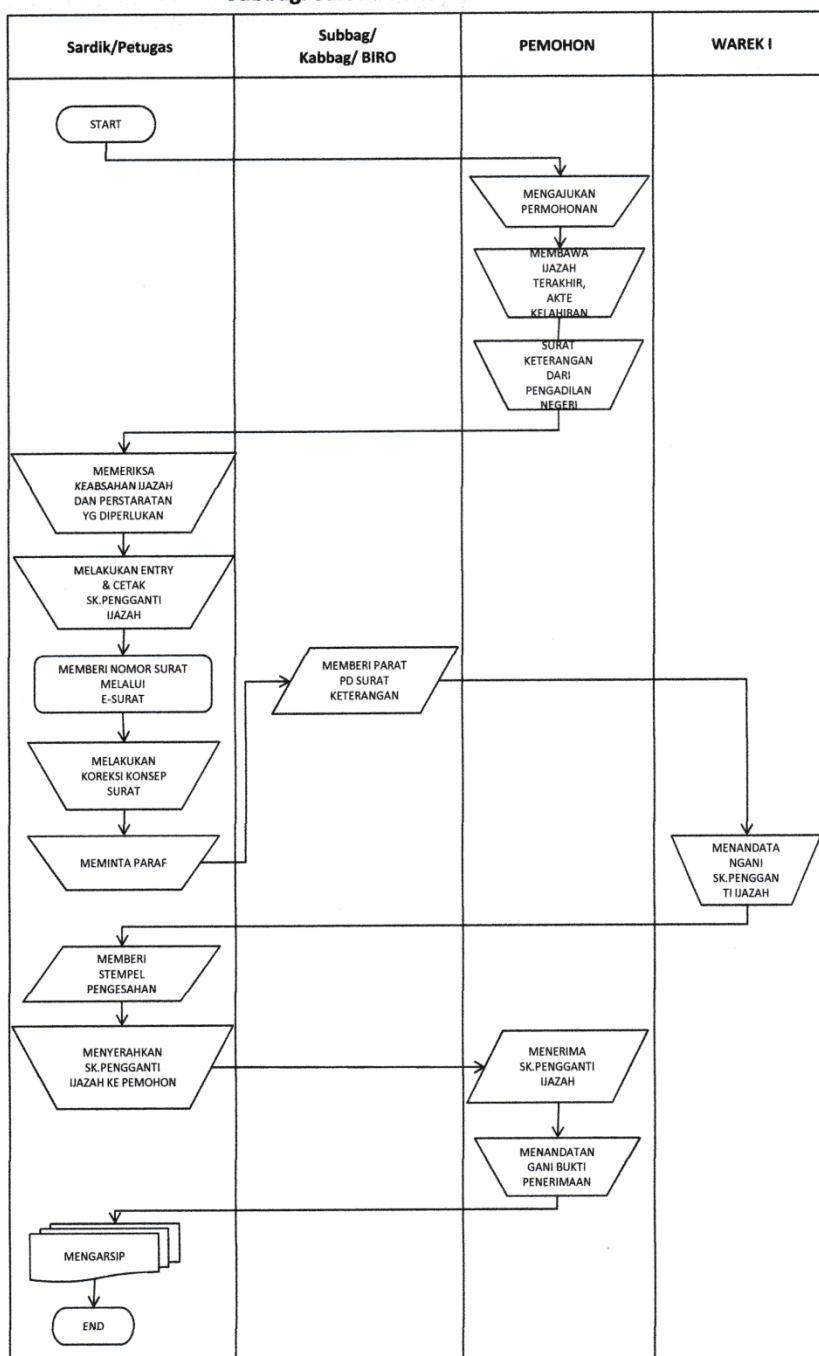 Sardik/Petugas
Subbag/
Kabbag/ BIRO
PEMOHON
WAREK I
START
MENGAJUKAN
PERMOHONAN
MEMBAWA
IJAZAH
TERAKHIR,
AKTE
KELAHIRAN
SURAT
KETERANGAN
DARI
PENGADILAN
NEGERI
MEMERIKSA
KEABSAHAN IJAZAH
DAN PERSTARATAN
YG DIPERLUKAN
MELAKUKAN ENTRY
& CETAK
SK.PENGGANTI
IJAZAH
MEMBERI NOMOR SURAT
MELALUI
E-SURAT
MELAKUKAN
KOREKSI KONSEP
SURAT
MEMINTA PARAF
MEMBERI PARAT
PD SURAT
KETERANGAN
MENANDATA
NGANI
SK.PENGGAN
TI IJAZAH
MEMBERI
STEMPEL
PENGESAHAN
MENYERAHKAN
SK.PENGGANTI
IJAZAH KE PEMOHON
MENERIMA
SK.PENGGANTI
IJAZAH
MENANDATAN
GANI BUKTI
PENERIMAAN
MENGARSIP
END